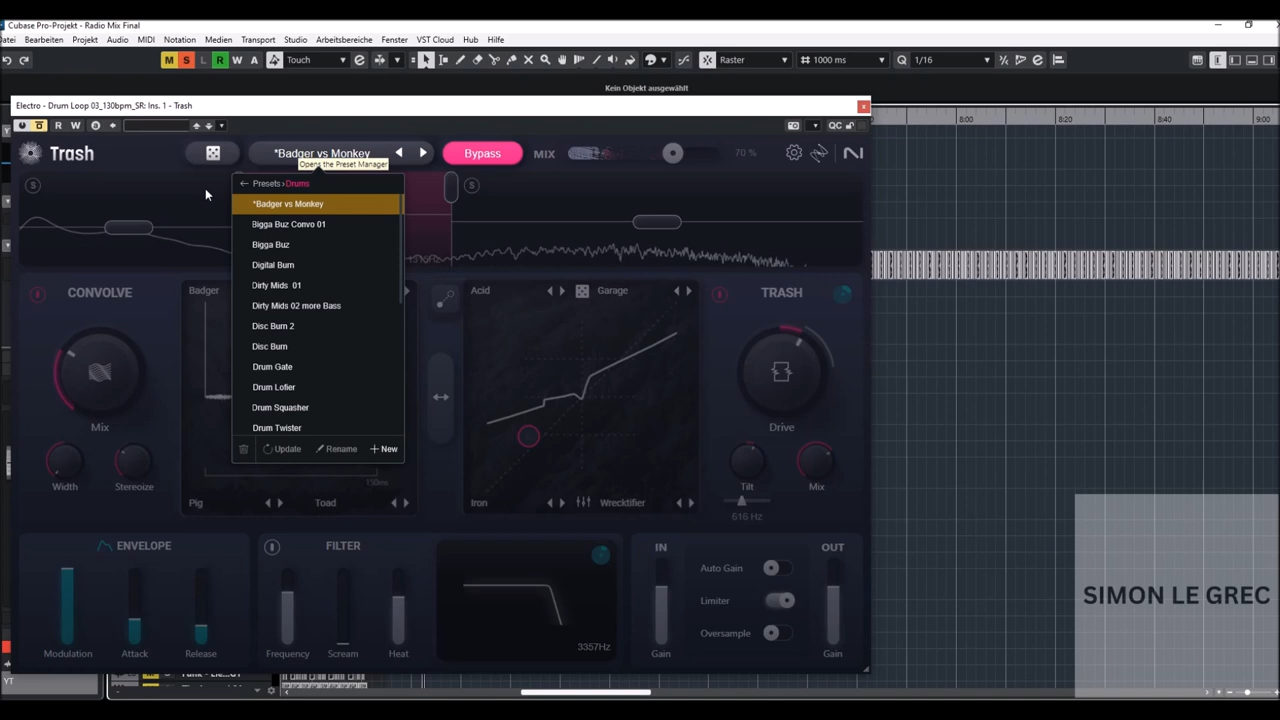 Cubase Pro-Projekt - Radio Mix Final
Datei Bearbeiten Projekt Audio MIDI Notation Medien Transport Studio Arbeitsbereiche Fenster VST Cloud Hub Hilfe
M S L R W A Touch Raster 1000 ms Q 1/16
Kein Objekt ausgewählt
Electro - Drum Loop 03_130bpm_SR: Ins. 1 - Trash
R W QC
8:00 8:20 8:40 9:00
Trash *Badger vs Monkey Bypass MIX 70 %
Opens the Preset Manager
S S
Presets › Drums
*Badger vs Monkey
Bigga Buz Convo 01
Bigga Buz
Digital Burn
Dirty Mids 01
Dirty Mids 02 more Bass
Disc Burn 2
Disc Burn
Drum Gate
Drum Lofier
Drum Squasher
Drum Twister
Update Rename + New
CONVOLVE Badger Acid Garage TRASH
Mix Drive
Width Stereoize Tilt Mix
150ms
Pig Toad Iron Wrecktifier
616 Hz
ENVELOPE FILTER IN OUT
Auto Gain
Limiter
Oversample
3357Hz
Modulation Attack Release Frequency Scream Heat Gain Gain
SIMON LE GREC
YT